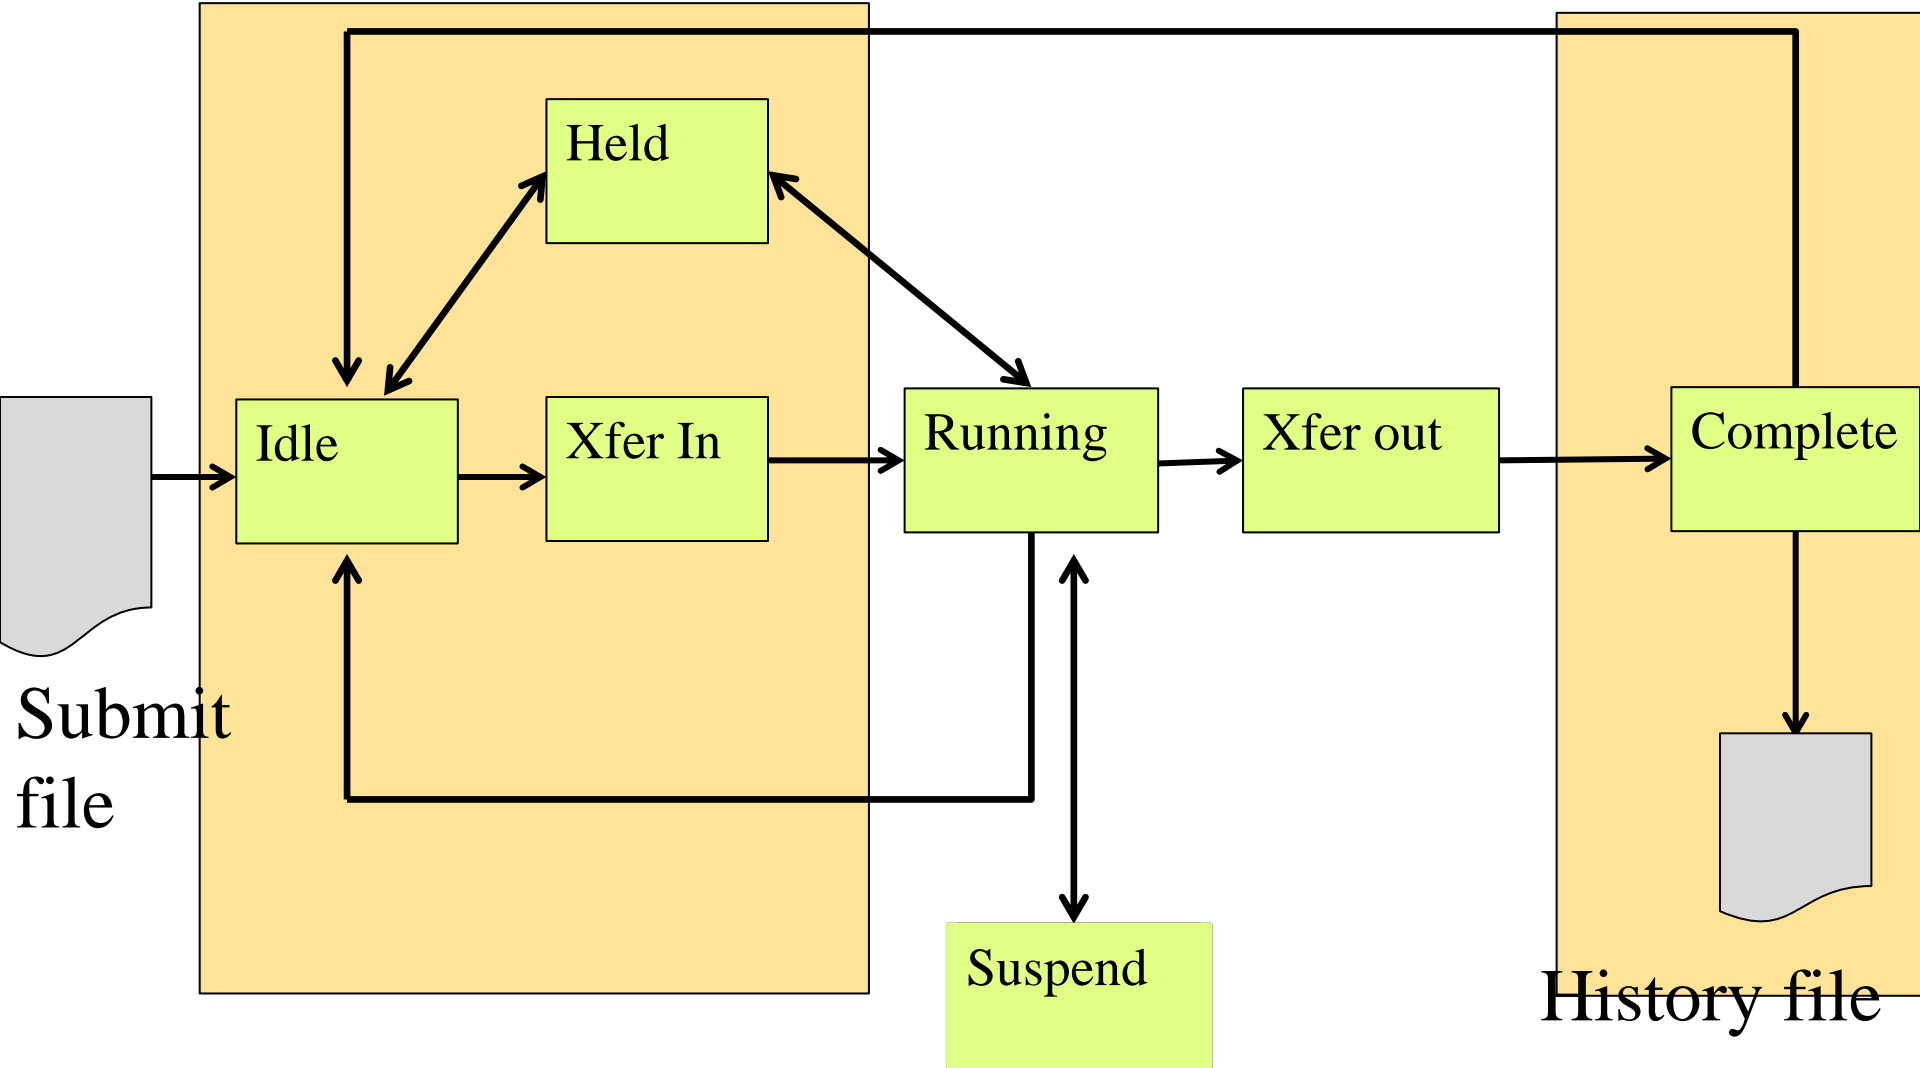 Held
Idle
Xfer In
Running
Xfer out
Complete
Submit
file
Suspend
History file